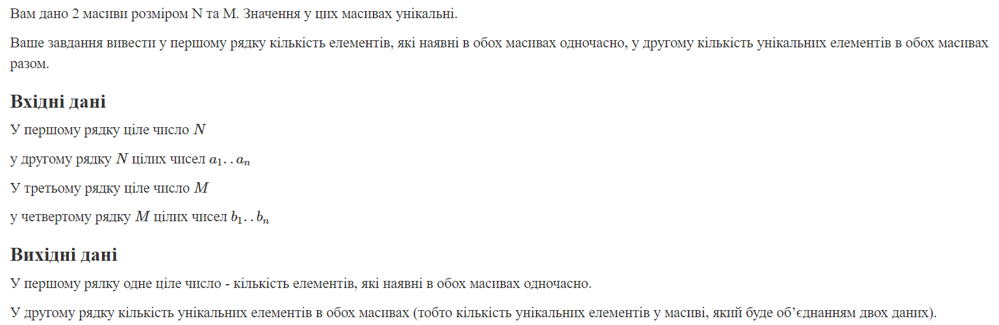 Вам дано 2 масиви розміром N та M. Значення у цих масивах унікальні.
Ваше завдання вивести у першому рядку кількість елементів, які наявні в обох масивах одночасно, у другому кількість унікальних елементів в обох масивах
разом.
Вхідні дані
У першому рядку ціле число N
у другому рядку N цілих чисел a₁. . aₙ
У третьому рядку ціле число M
у четвертому рядку M цілих чисел b₁. . bₙ
Вихідні дані
У першому рялку одне ціле число - кількість елементів, які наявні в обох масивах одночасно.
У другому рядку кількість унікальних елементів в обох масивах (тобто кількість унікальних елементів у масиві, який буде об’єднанням двох даних).